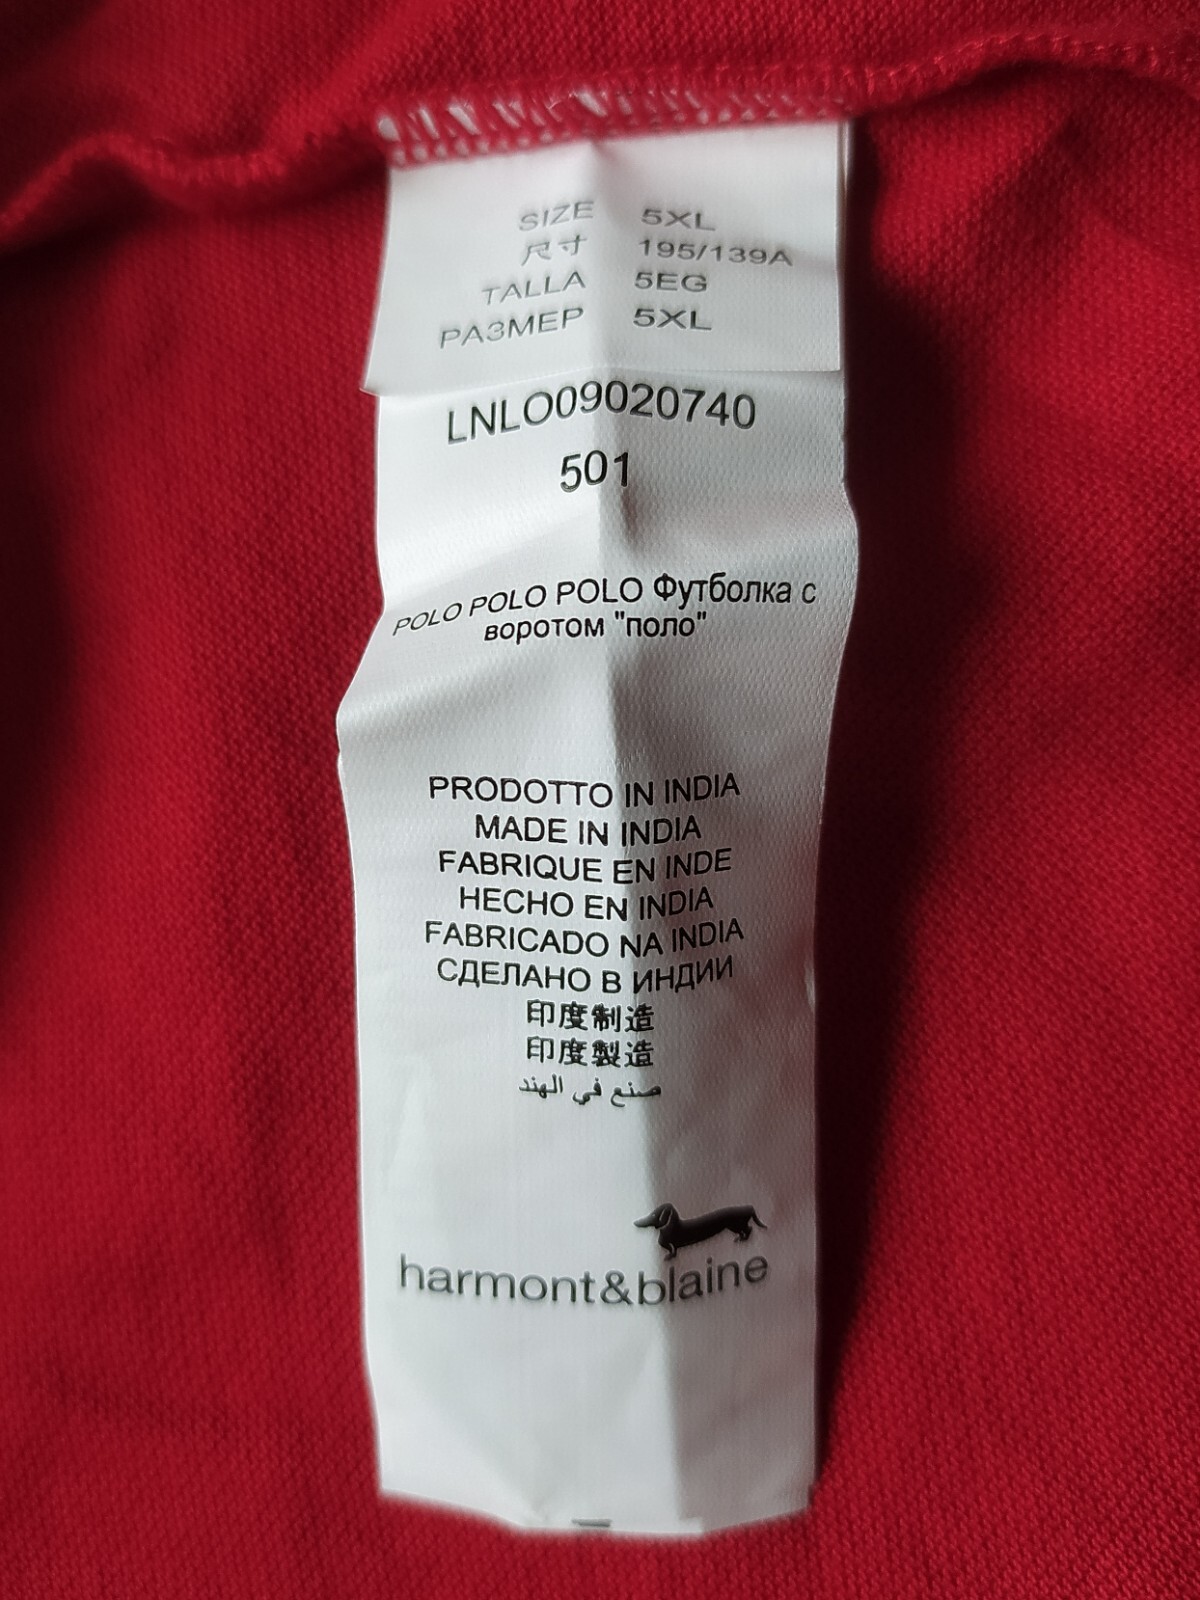 SIZE 5XL
尺寸 195/139A
TALLA 5EG
РАЗМЕР 5XL
LNLO09020740
501
POLO POLO POLO Футболка с
воротом "поло"
PRODOTTO IN INDIA
MADE IN INDIA
FABRIQUE EN INDE
HECHO EN INDIA
FABRICADO NA INDIA
СДЕЛАНО В ИНДИИ
印度制造
印度製造
صنع في الهند
harmont&blaine